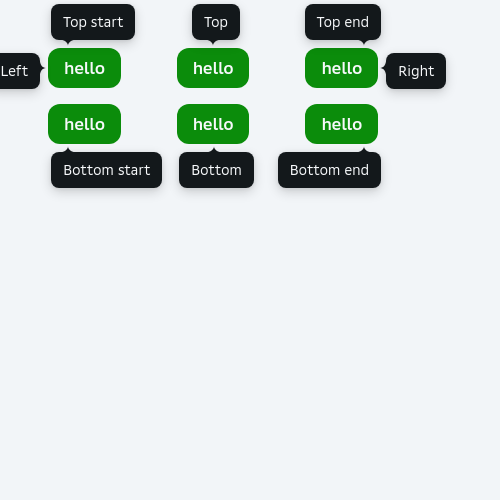 Top start
Top
Top end
Left
hello
hello
hello
Right
hello
hello
hello
Bottom start
Bottom
Bottom end